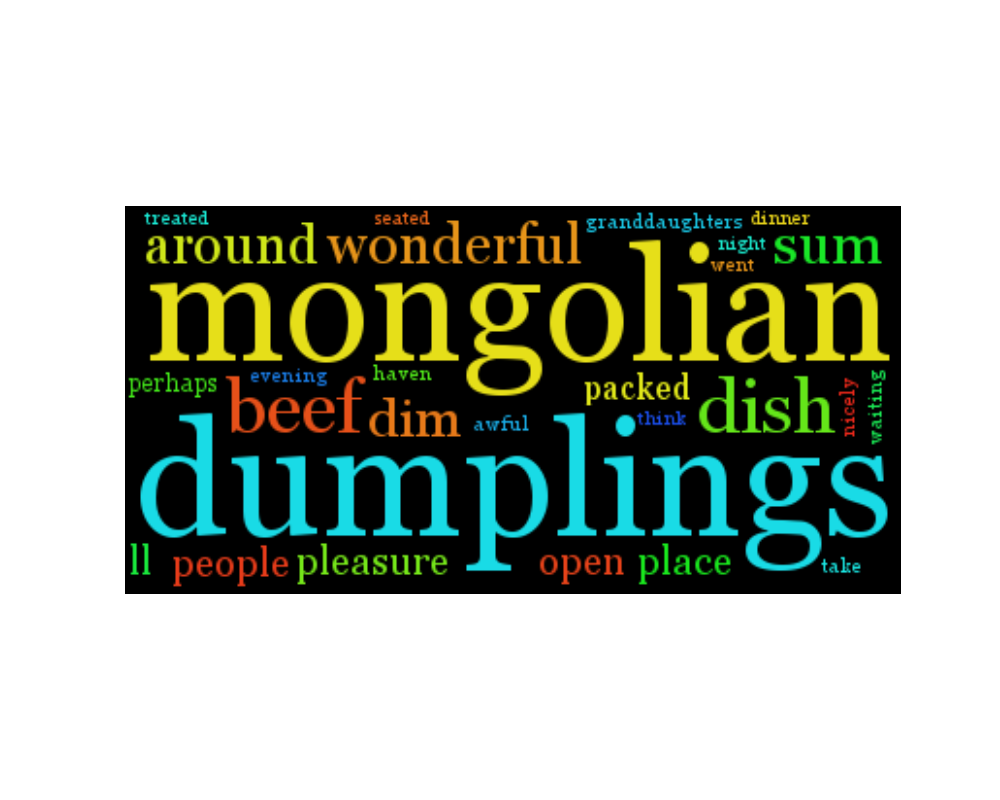 treated seated granddaughters dinner
around wonderful night sum
went
mongolian
perhaps evening haven packed nicely waiting
beef dim awful think dish
dumplings
ll people pleasure open place take